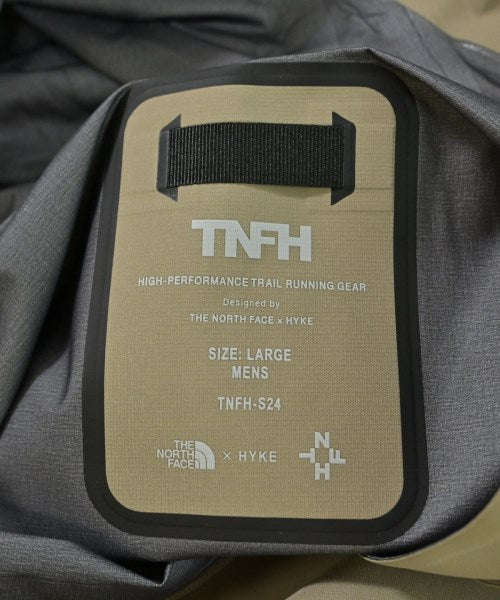 TNFH
HIGH-PERFORMANCE TRAIL RUNNING GEAR
Designed by
THE NORTH FACE × HYKE
SIZE: LARGE
MENS
TNFH-S24
THE
NORTH
FACE × HYKE
N
T F
H